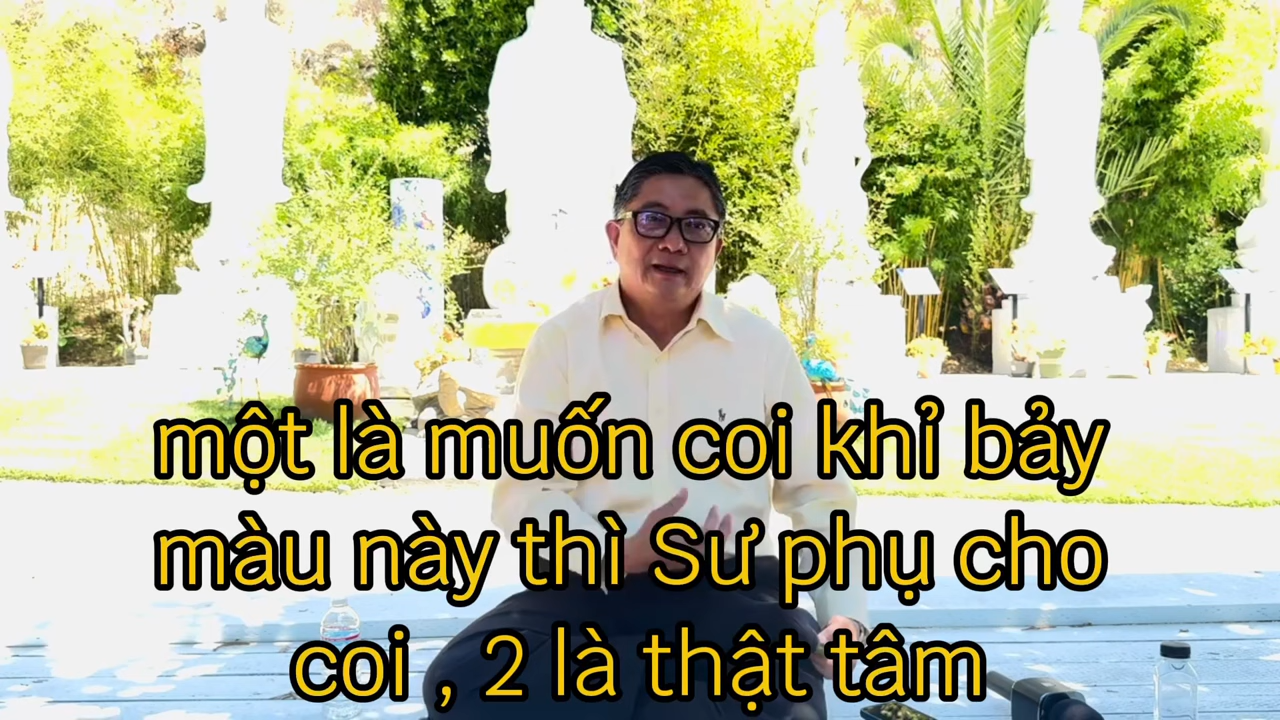 một là muốn coi khỉ bảy
màu này thì Sư phụ cho
coi , 2 là thật tâm